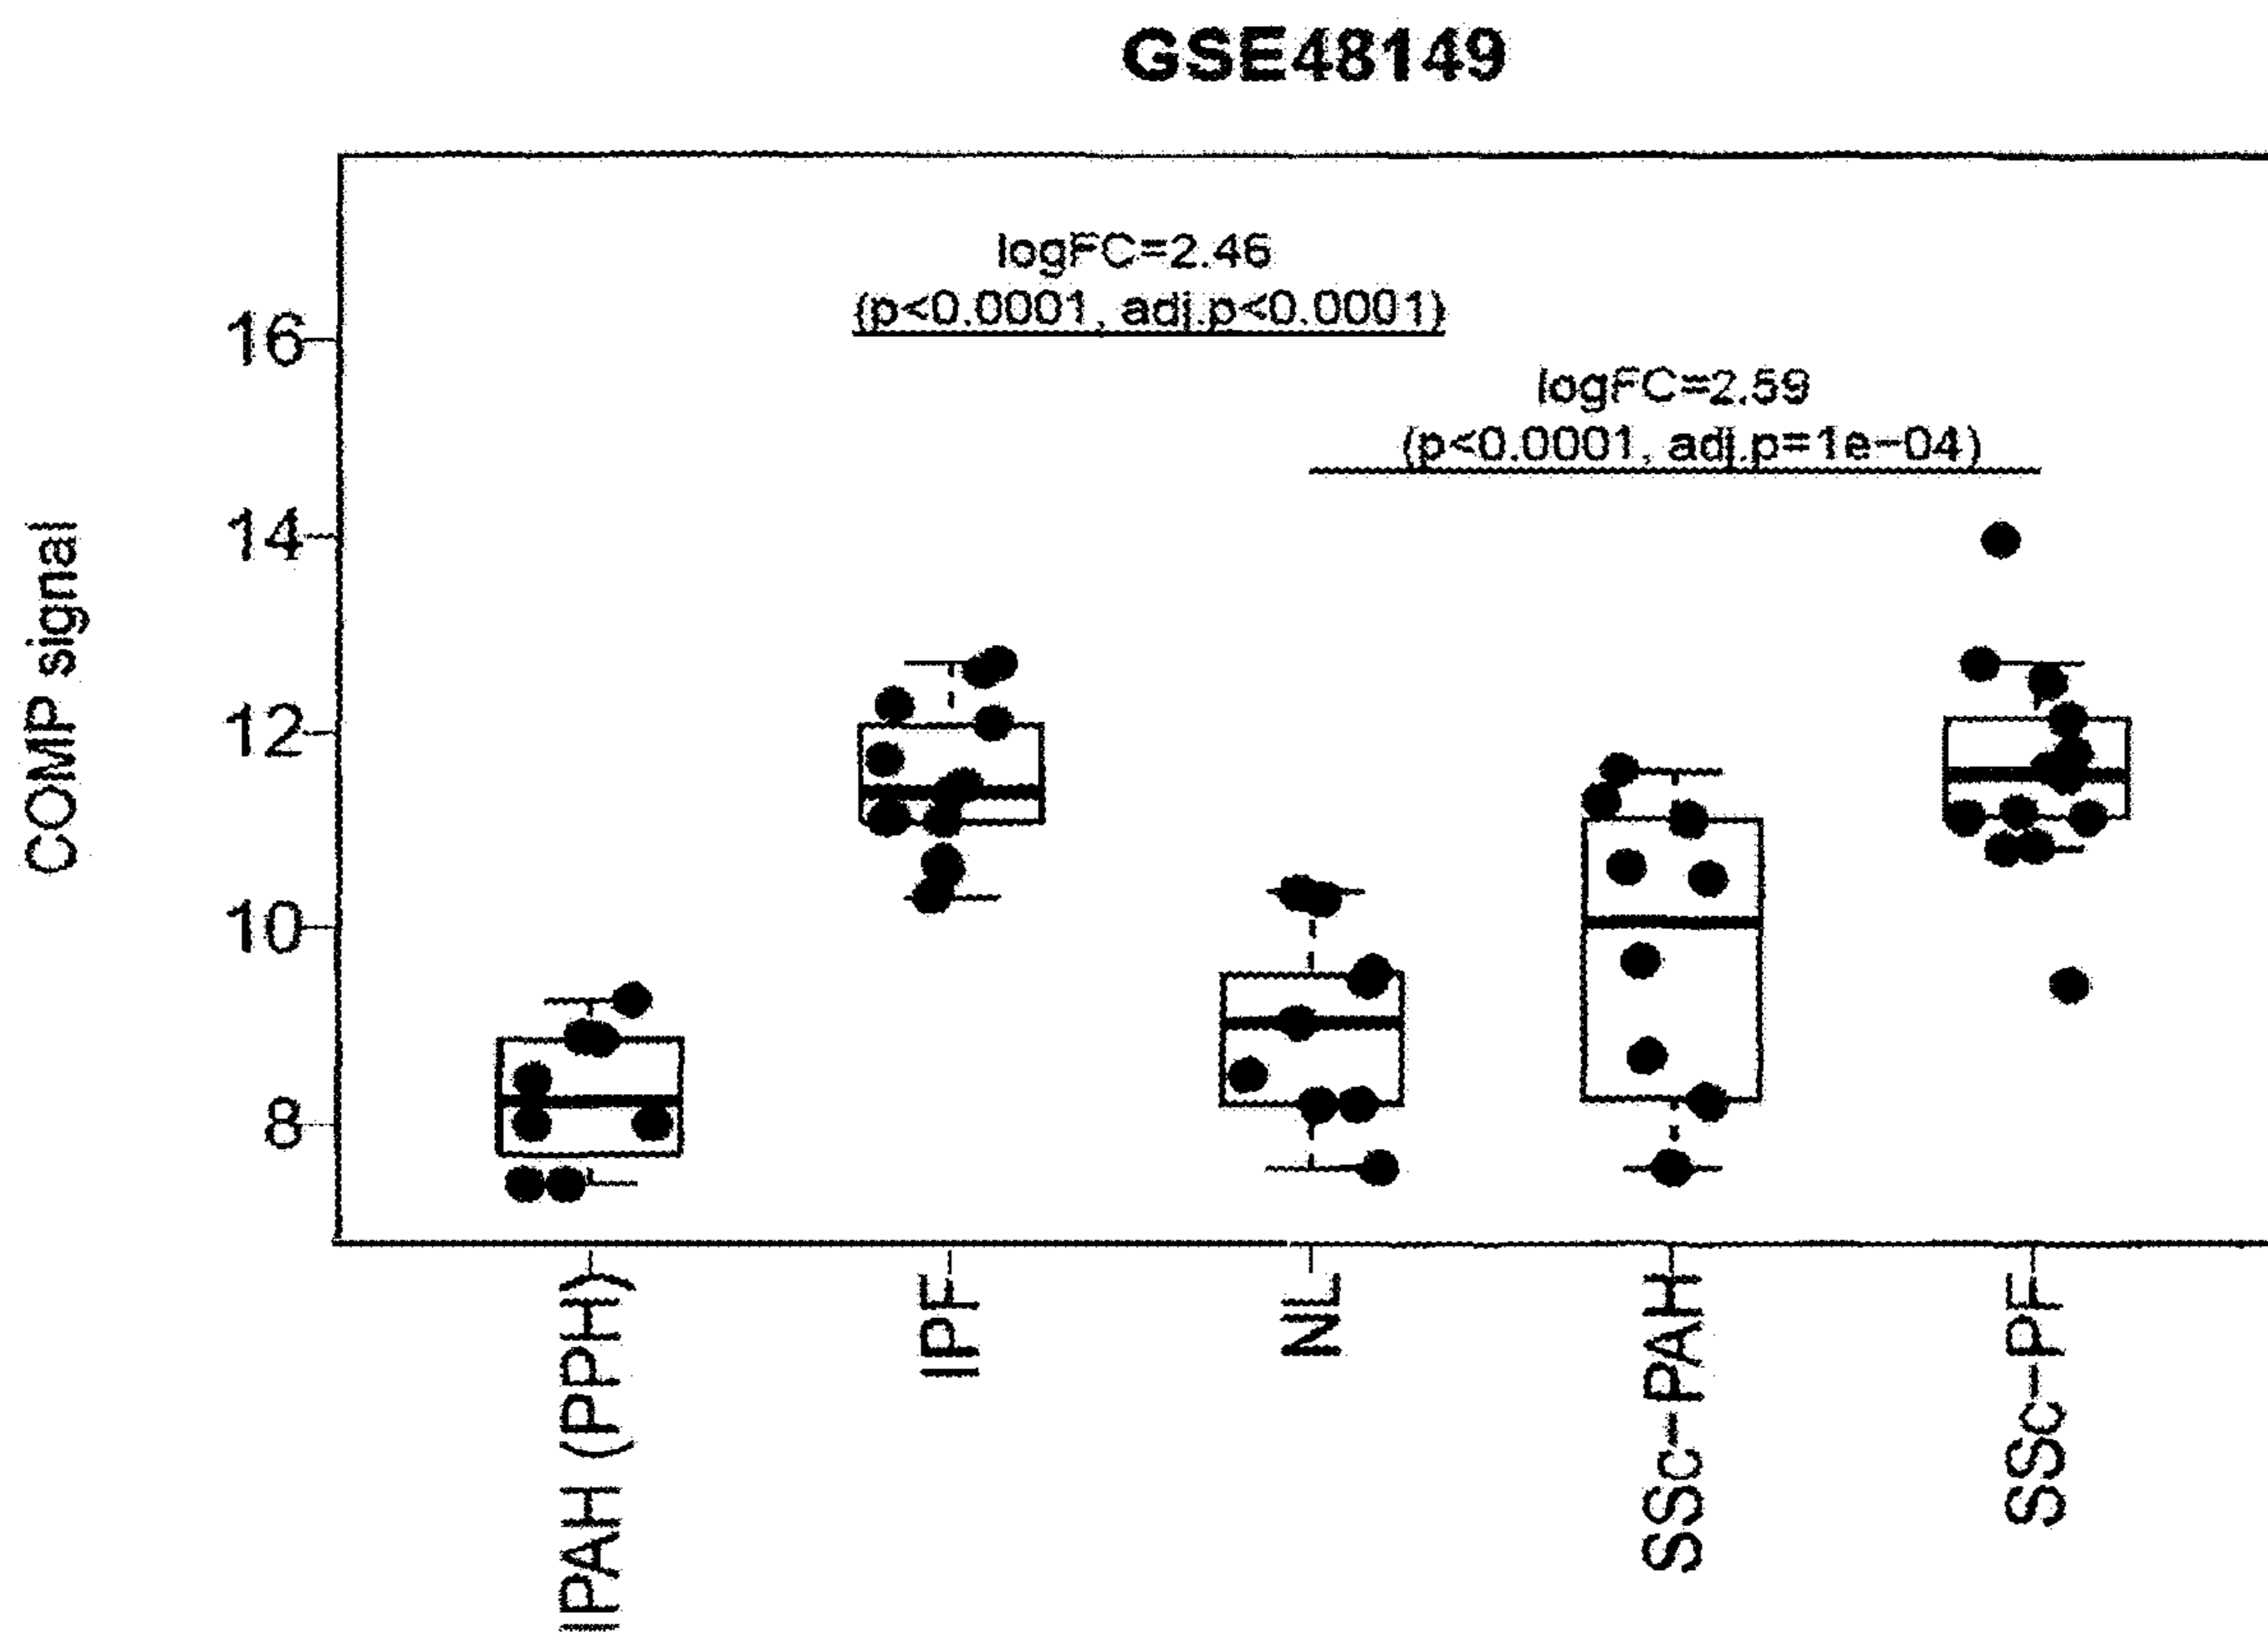 GSE48149
logFC=2.46
(p<0.0001, adj.p<0.0001)
logFC=2.59
(p<0.0001, adj.p=1e−04)
COMP signal
16
14
12
10
8
IPAH (PPH)
IPF
NL
SSc−PAH
SSc−PF